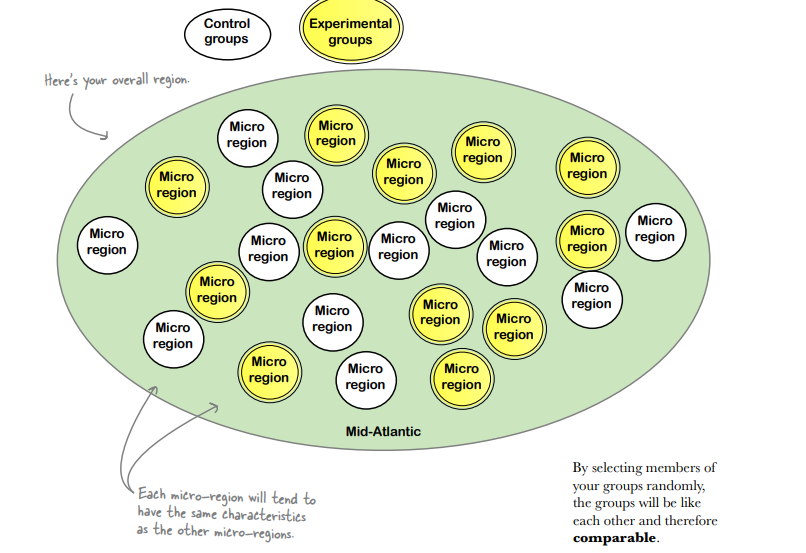 Control
groups
Experimental
groups
Here's your overall region.
Micro
region
Micro
region
Micro
region
Micro
region
Micro
region
Micro
region
Micro
region
Micro
region
Micro
region
Micro
region
Micro
region
Micro
region
Micro
region
Micro
region
Micro
region
Micro
region
Micro
region
Micro
region
Micro
region
Micro
region
Micro
region
Micro
region
Micro
region
Micro
region
Mid-Atlantic
Each micro-region will tend to
have the same characteristics
as the other micro-regions.
By selecting members of
your groups randomly,
the groups will be like
each other and therefore
comparable.